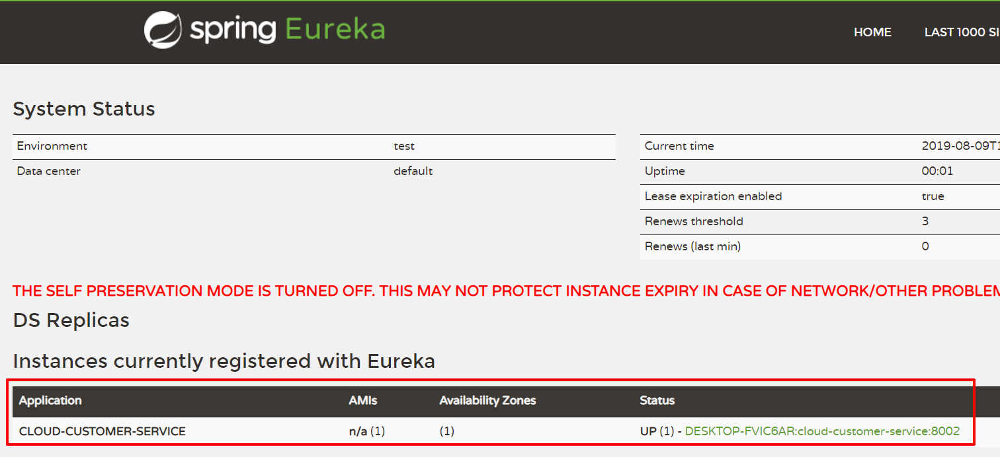 spring Eureka
HOME LAST 1000 SI
System Status
Environment test
Data center default
Current time 2019-08-09T1
Uptime 00:01
Lease expiration enabled true
Renews threshold 3
Renews (last min) 0
THE SELF PRESERVATION MODE IS TURNED OFF. THIS MAY NOT PROTECT INSTANCE EXPIRY IN CASE OF NETWORK/OTHER PROBLEM
DS Replicas
Instances currently registered with Eureka
Application AMIs Availability Zones Status
CLOUD-CUSTOMER-SERVICE n/a (1) (1) UP (1) - DESKTOP-FVIC6AR:cloud-customer-service:8002